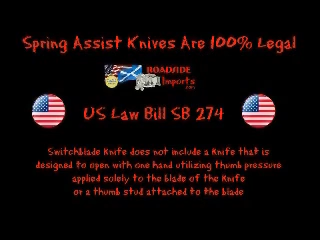 Spring Assist Knives Are 100% Legal
ROADSIDE
Imports
.com
US Law Bill SB 274
Switchblade Knife does not include a Knife that is
designed to open with one hand utilizing thumb pressure
applied solely to the blade of the Knife
or a thumb stud attached to the blade